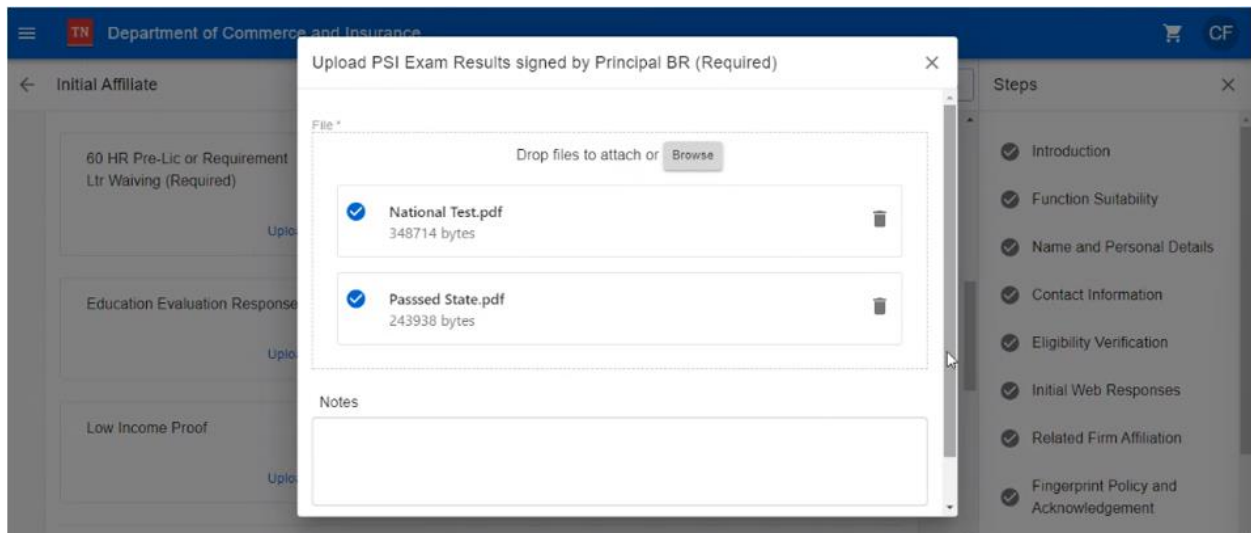 TN Department of Commerce and Insurance CF
Initial Affiliate
Upload PSI Exam Results signed by Principal BR (Required)
File *
Drop files to attach or Browse
National Test.pdf
348714 bytes
Passsed State.pdf
243938 bytes
Notes
60 HR Pre-Lic or Requirement
Ltr Waiving (Required)
Uplo
Education Evaluation Response
Uplo
Low Income Proof
Uplo
Steps
Introduction
Function Suitability
Name and Personal Details
Contact Information
Eligibility Verification
Initial Web Responses
Related Firm Affiliation
Fingerprint Policy and
Acknowledgement